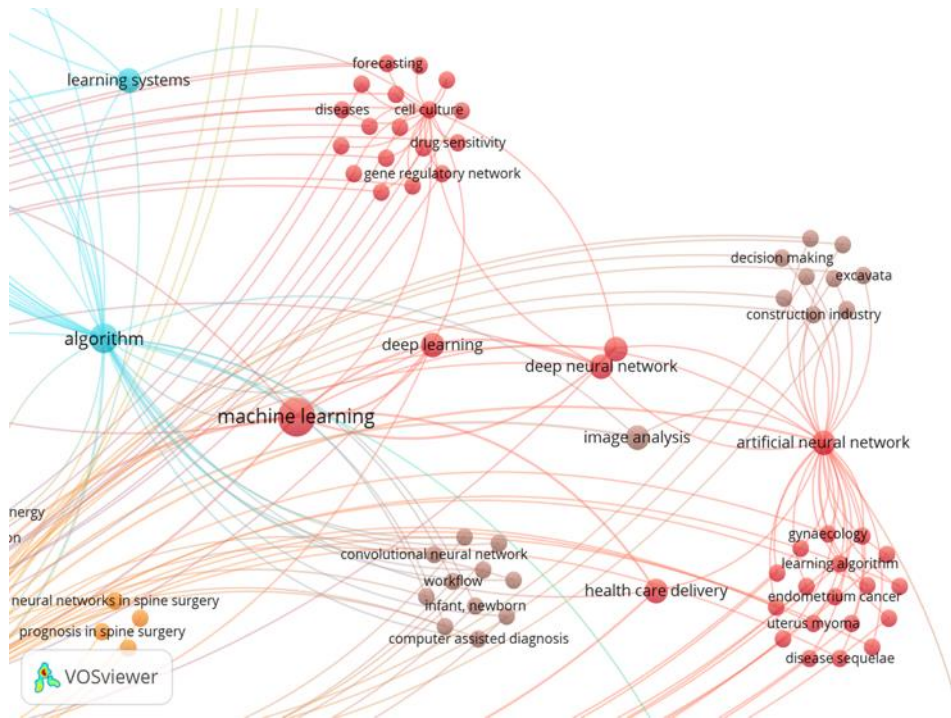 forecasting
learning systems
diseases
cell culture
drug sensitivity
gene regulatory network
decision making
excavata
construction industry
algorithm
deep learning
deep neural network
machine learning
image analysis
artificial neural network
nergy
on
gynaecology
convolutional neural network
learning algorithm
workflow
health care delivery
endometrium cancer
neural networks in spine surgery
infant, newborn
uterus myoma
prognosis in spine surgery
computer assisted diagnosis
disease sequelae
VOSviewer